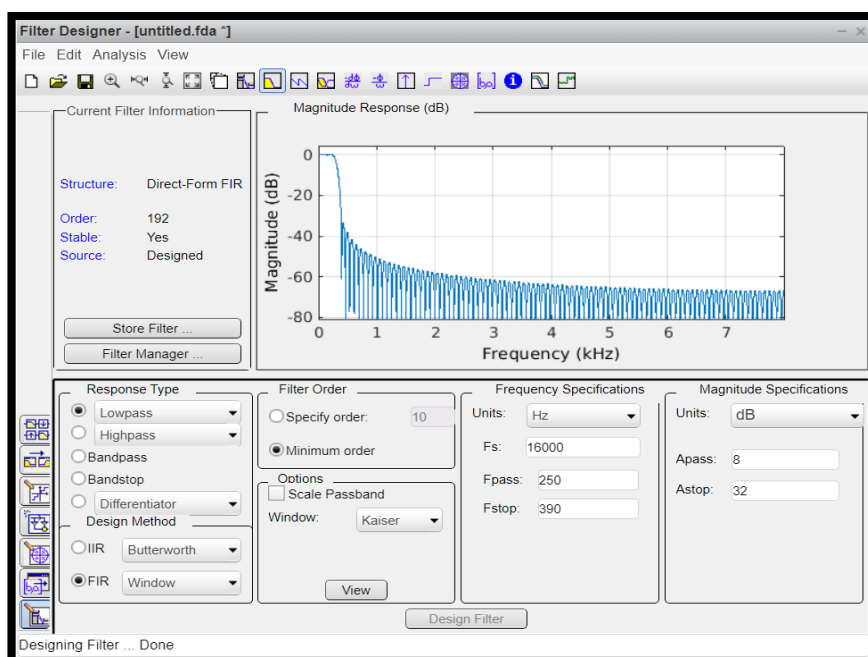 Filter Designer - [untitled.fda *]
File Edit Analysis View
Current Filter Information
Structure: Direct-Form FIR
Order: 192
Stable: Yes
Source: Designed
Store Filter ...
Filter Manager ...
Magnitude Response (dB)
Magnitude (dB)
0
-20
-40
-60
-80
0 1 2 3 4 5 6 7
Frequency (kHz)
Response Type
Lowpass
Highpass
Bandpass
Bandstop
Differentiator
Design Method
IIR Butterworth
FIR Window
Filter Order
Specify order: 10
Minimum order
Options
Scale Passband
Window: Kaiser
View
Frequency Specifications
Units: Hz
Fs: 16000
Fpass: 250
Fstop: 390
Magnitude Specifications
Units: dB
Apass: 8
Astop: 32
Design Filter
Designing Filter ... Done